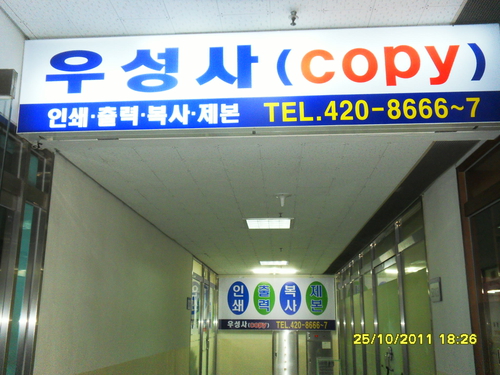 우성사(copy)
인쇄·출력·복사·제본 TEL.420-8666~7
인쇄 출력 복사 제본
우성사(copy) TEL.420-8666~7
25/10/2011 18:26